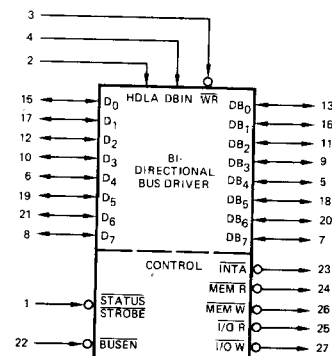 3
4
2
HDLA DBIN WR
15 D0 DB0 13
17 D1 DB1 16
12 D2 DB2 11
10 D3 DB3 9
6 D4 DB4 5
19 D5 DB5 18
21 D6 DB6 20
8 D7 DB7 7
BI-
DIRECTIONAL
BUS DRIVER
CONTROL
INTA 23
MEM R 24
1 STATUS
STROBE
MEM W 26
I/O R 25
22 BUSEN
I/O W 27